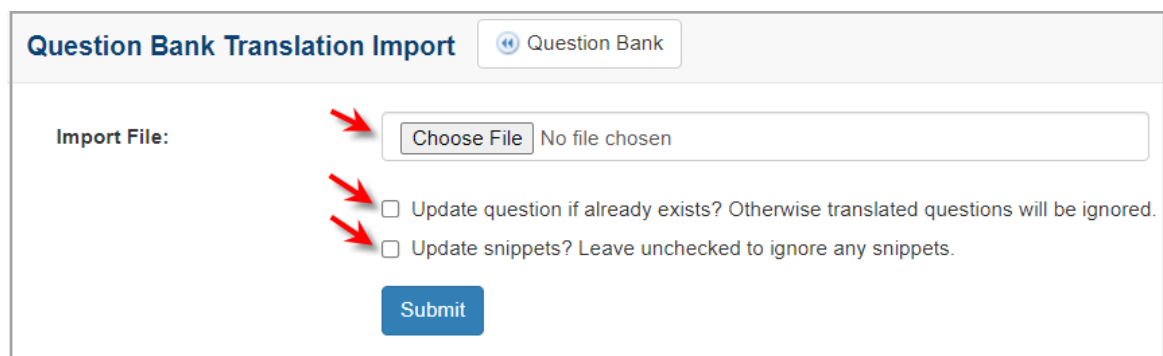 Question Bank Translation Import
Question Bank
Import File:
Choose File No file chosen
Update question if already exists? Otherwise translated questions will be ignored.
Update snippets? Leave unchecked to ignore any snippets.
Submit